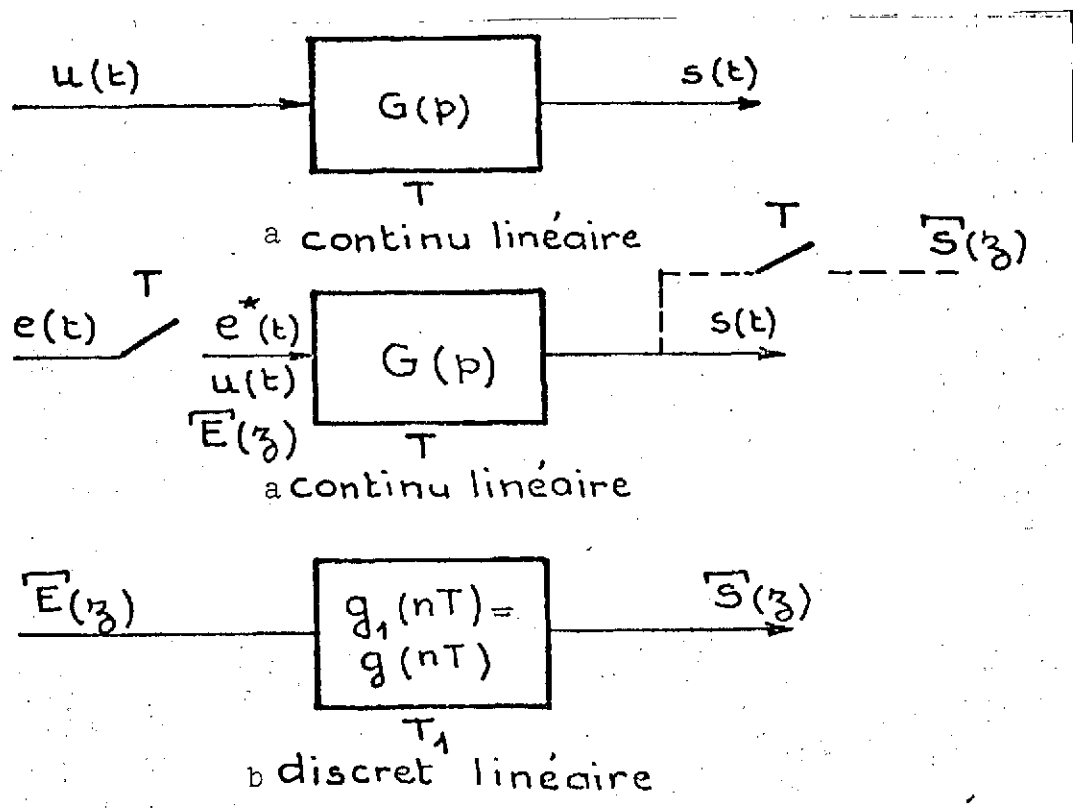 u(t) G(p) s(t)
T
a continu linéaire
T S̅(z)
T
e(t) e*(t) G(p) s(t)
u(t)
E̅(z) T
a continu linéaire
E̅(z) g₁(nT) = S̅(z)
g(nT)
T₁
b discret linéaire